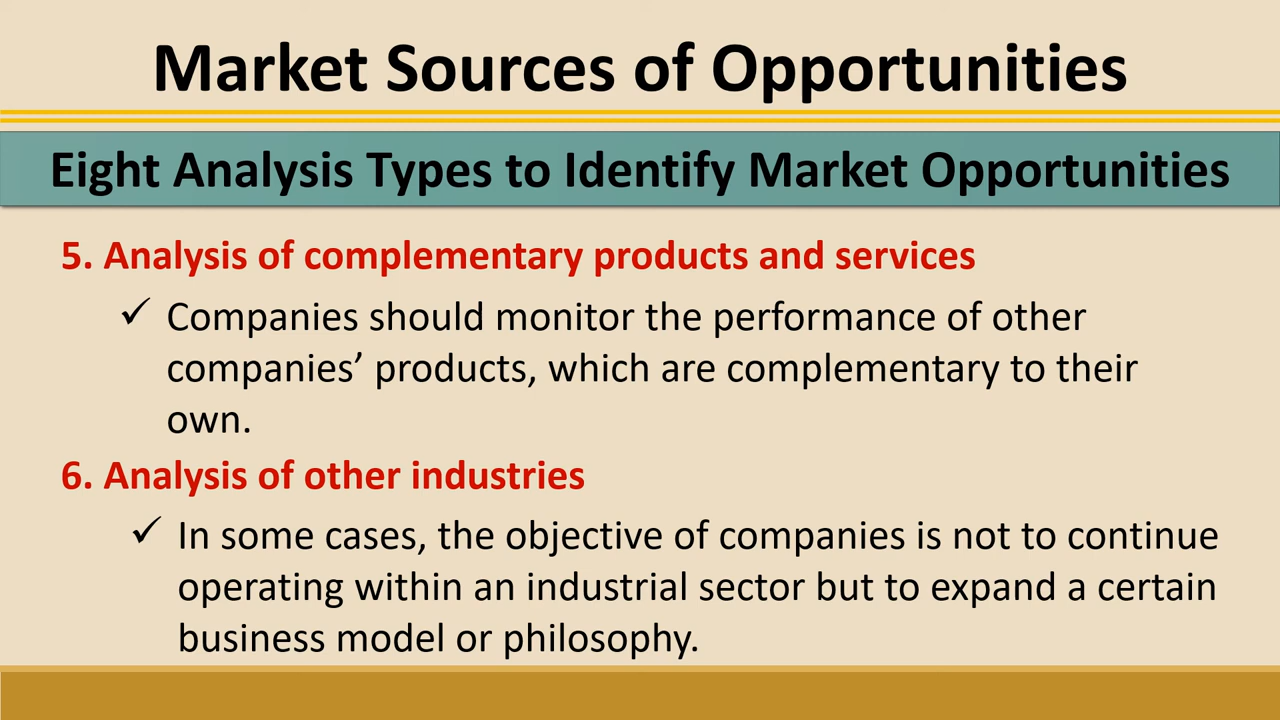 Market Sources of Opportunities
Eight Analysis Types to Identify Market Opportunities
5. Analysis of complementary products and services
✓ Companies should monitor the performance of other
companies’ products, which are complementary to their
own.
6. Analysis of other industries
✓ In some cases, the objective of companies is not to continue
operating within an industrial sector but to expand a certain
business model or philosophy.